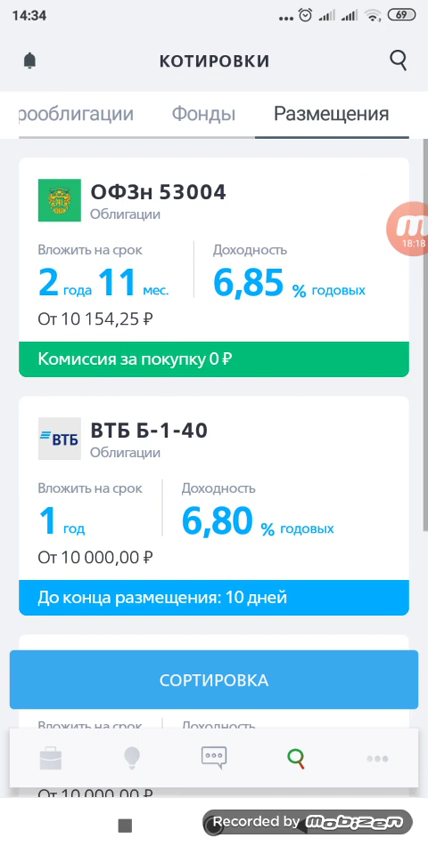 14:34
69
КОТИРОВКИ
рооблигации Фонды Размещения
ОФЗн 53004
Облигации
Вложить на срок Доходность
2 года 11 мес. 6,85 % годовых
От 10 154,25 ₽
Комиссия за покупку 0 ₽
18:18
ВТБ
ВТБ Б-1-40
Облигации
Вложить на срок Доходность
1 год 6,80 % годовых
От 10 000,00 ₽
До конца размещения: 10 дней
СОРТИРОВКА
Вложить на срок Доходность
От 10 000,00 ₽
Recorded by mobizen